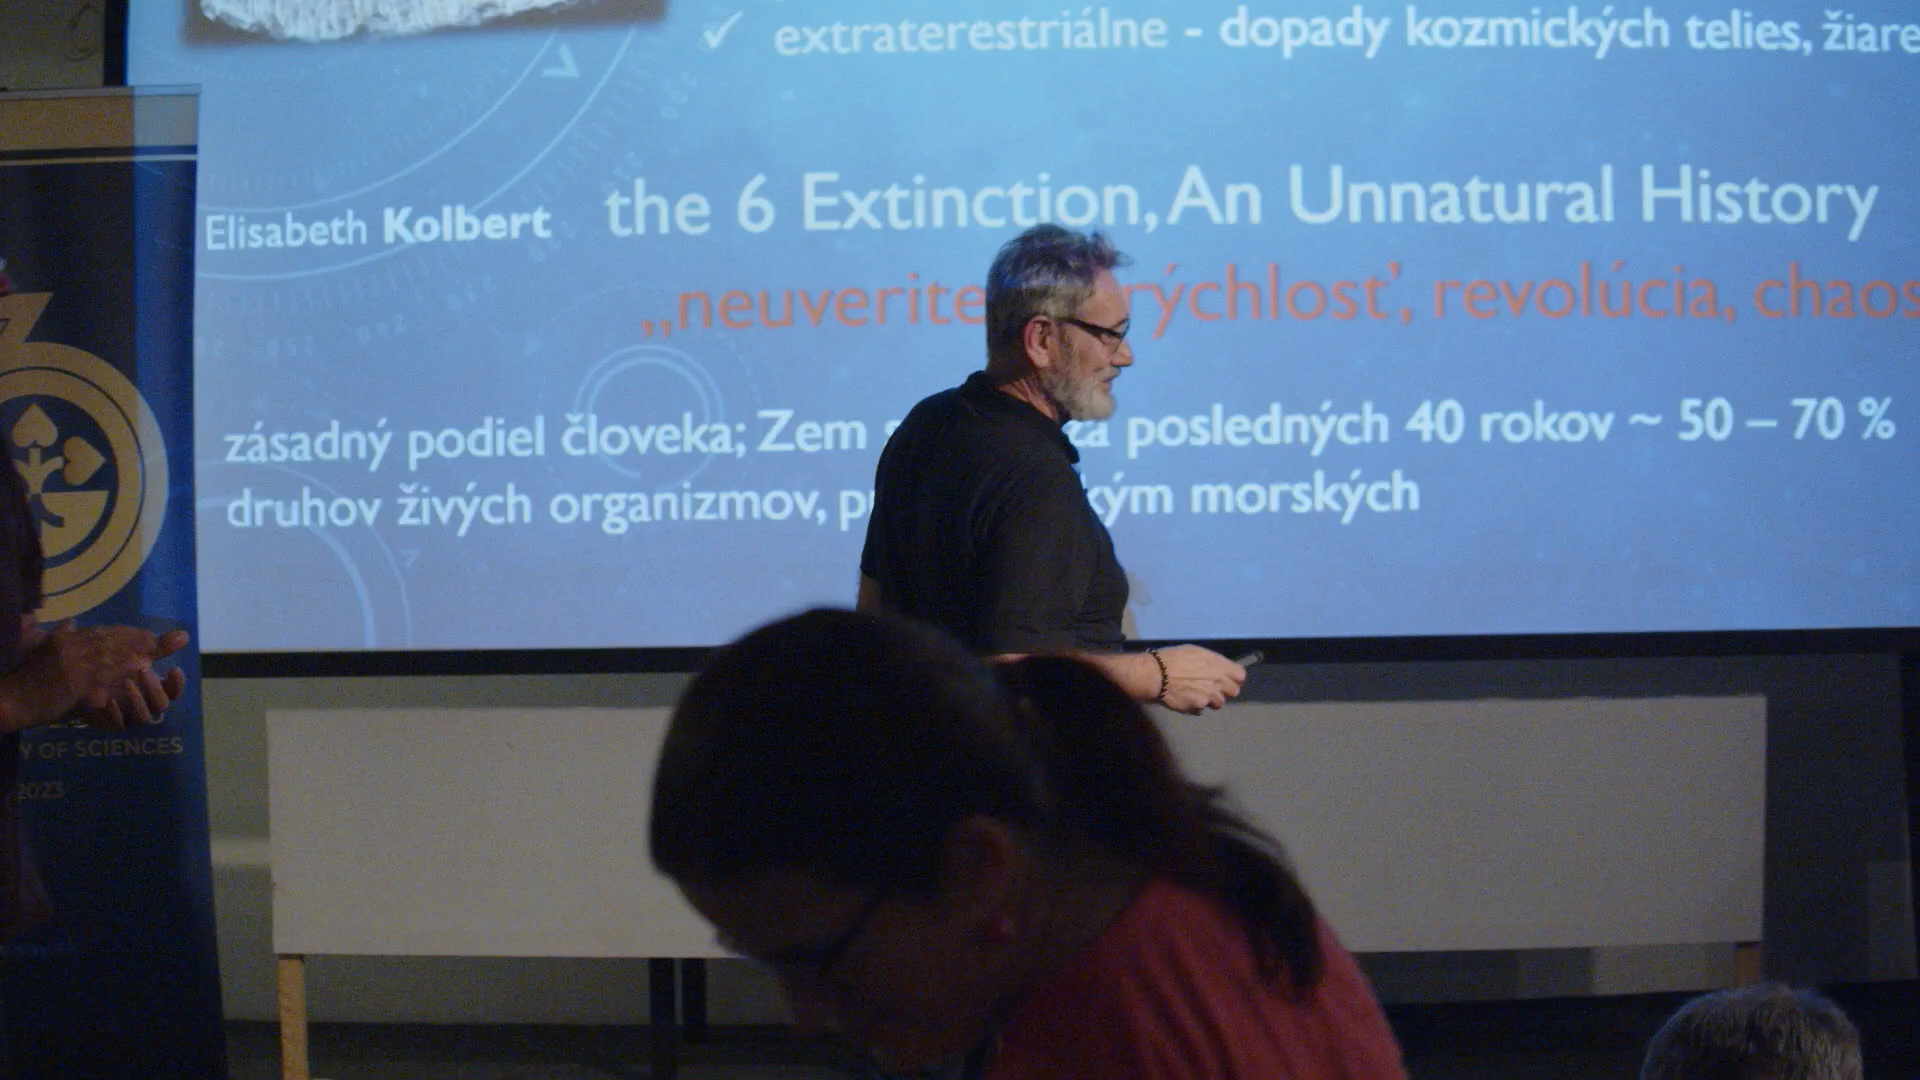 ✓ extraterestriálne - dopady kozmických telies, žiare
Elisabeth Kolbert the 6 Extinction, An Unnatural History
„neuverite rýchlosť, revolúcia, chaos
zásadný podiel človeka; Zem za posledných 40 rokov ~ 50 – 70 %
druhov živých organizmov, kým morských
Y OF SCIENCES
2023